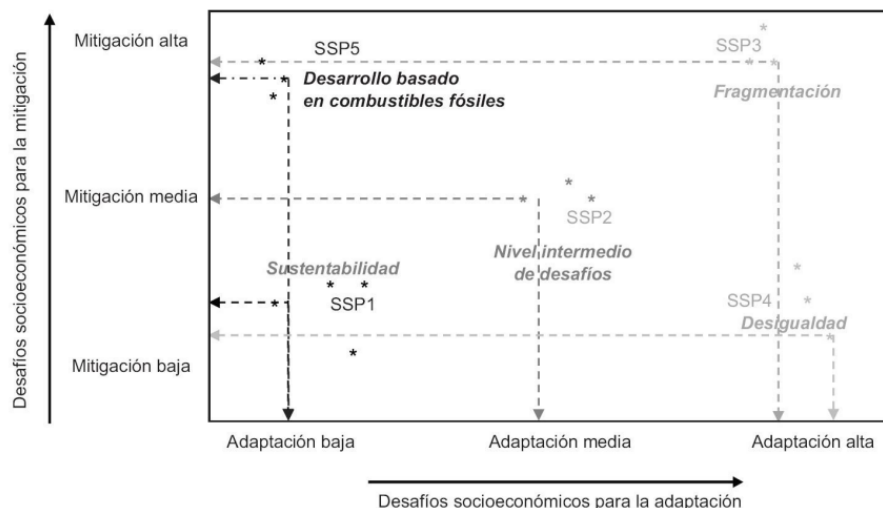 Desafíos socioeconómicos para la mitigación
Mitigación alta
SSP5
SSP3
Desarrollo basado
en combustibles fósiles
Fragmentación
Mitigación media
SSP2
Nivel intermedio
de desafíos
Sustentabilidad
SSP1
SSP4
Desigualdad
Mitigación baja
Adaptación baja
Adaptación media
Adaptación alta
Desafíos socioeconómicos para la adaptación